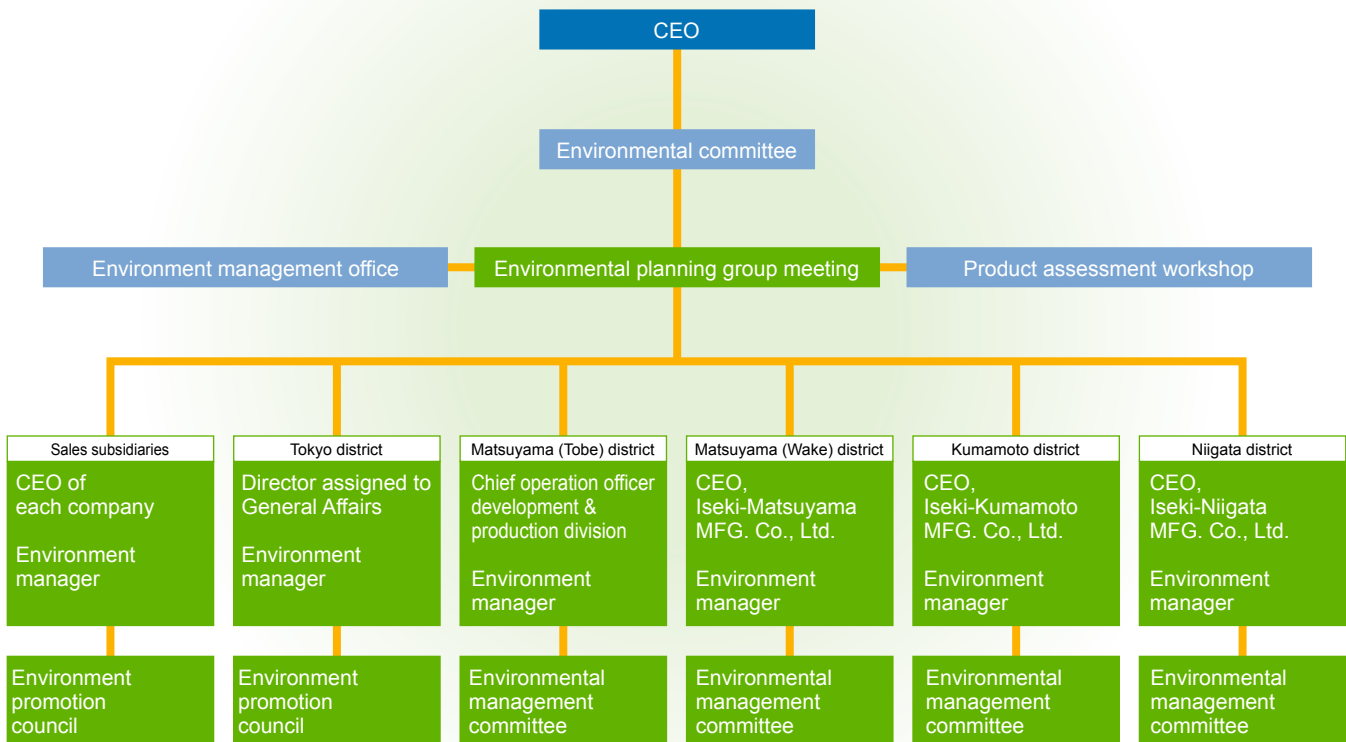 CEO
Environmental committee
Environment management office
Environmental planning group meeting
Product assessment workshop
Sales subsidiaries
CEO of
each company
Environment
manager
Environment
promotion
council
Tokyo district
Director assigned to
General Affairs
Environment
manager
Environment
promotion
council
Matsuyama (Tobe) district
Chief operation officer
development &
production division
Environment
manager
Environmental
management
committee
Matsuyama (Wake) district
CEO,
Iseki-Matsuyama
MFG. Co., Ltd.
Environment
manager
Environmental
management
committee
Kumamoto district
CEO,
Iseki-Kumamoto
MFG. Co., Ltd.
Environment
manager
Environmental
management
committee
Niigata district
CEO,
Iseki-Niigata
MFG. Co., Ltd.
Environment
manager
Environmental
management
committee